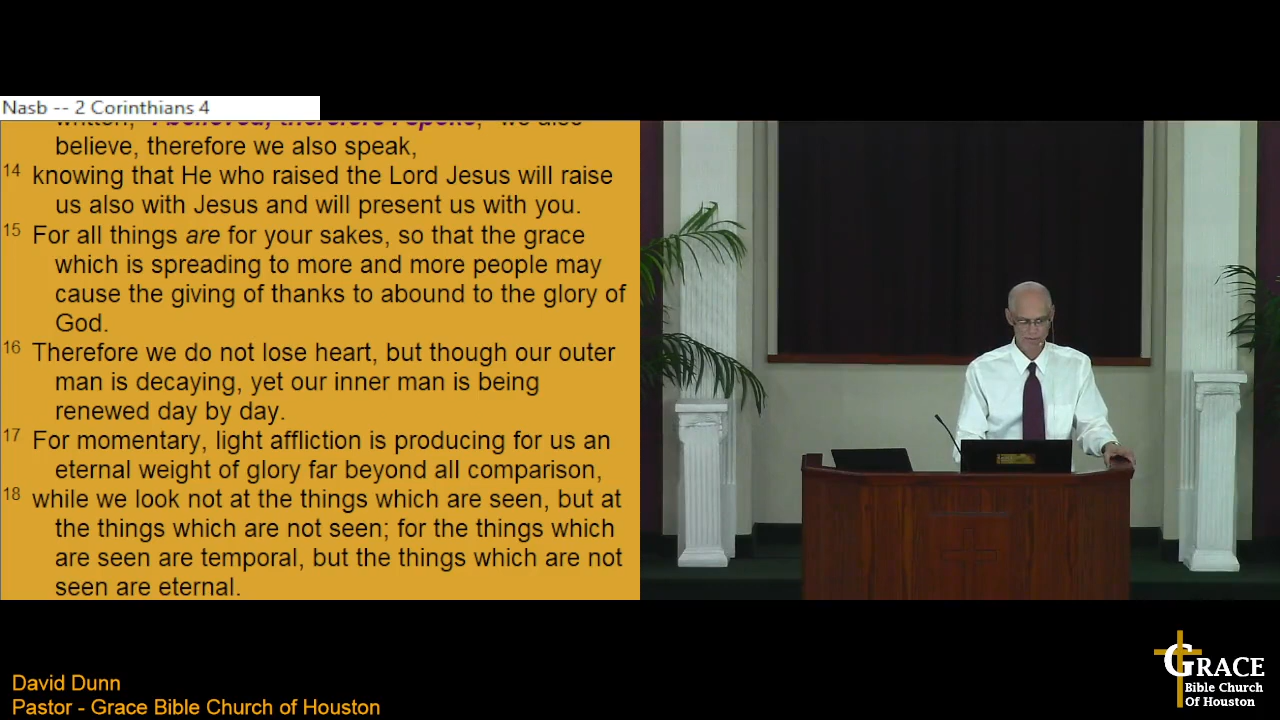 Nasb -- 2 Corinthians 4
written, "I believed, therefore I spoke," we also
believe, therefore we also speak,
14 knowing that He who raised the Lord Jesus will raise
us also with Jesus and will present us with you.
15 For all things are for your sakes, so that the grace
which is spreading to more and more people may
cause the giving of thanks to abound to the glory of
God.
16 Therefore we do not lose heart, but though our outer
man is decaying, yet our inner man is being
renewed day by day.
17 For momentary, light affliction is producing for us an
eternal weight of glory far beyond all comparison,
18 while we look not at the things which are seen, but at
the things which are not seen; for the things which
are seen are temporal, but the things which are not
seen are eternal.
David Dunn
Pastor - Grace Bible Church of Houston
GRACE
Bible Church
Of Houston